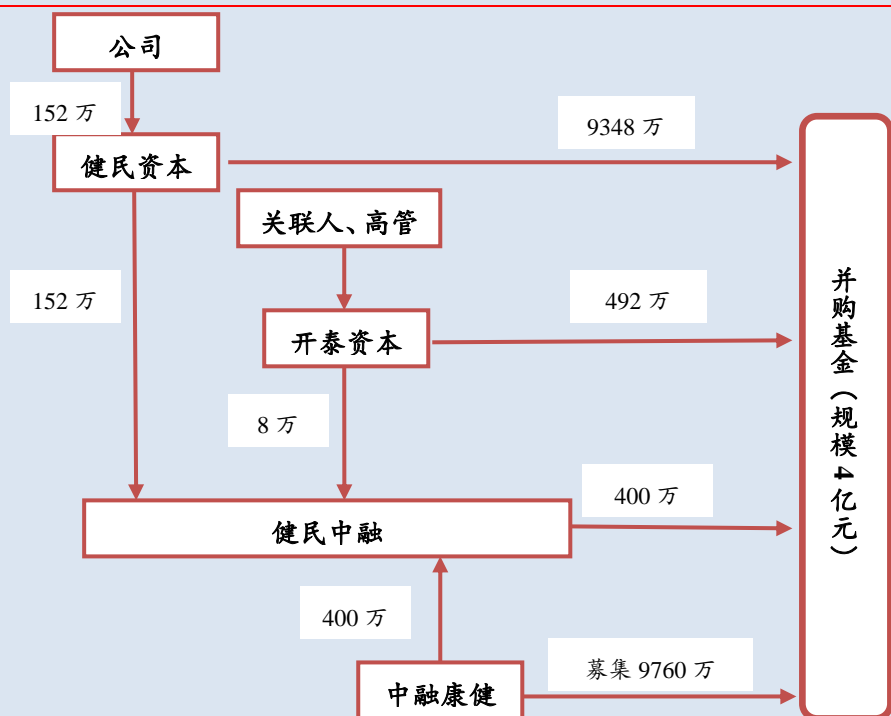 公司
152 万
9348 万
健民资本
关联人、高管
152 万
492 万
开泰资本
8 万
400 万
健民中融
400 万
募集 9760 万
中融康健
并购基金（规模 4 亿元）